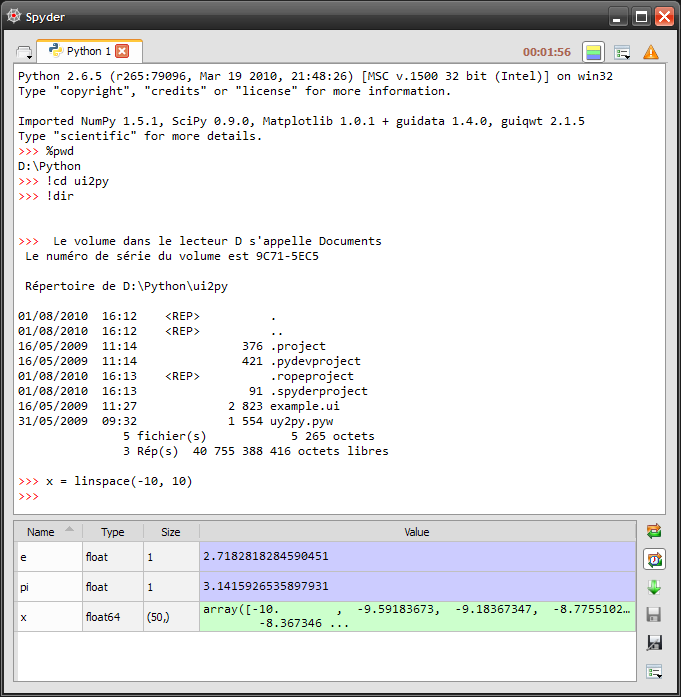 Spyder
Python 1
00:01:56
Python 2.6.5 (r265:79096, Mar 19 2010, 21:48:26) [MSC v.1500 32 bit (Intel)] on win32
Type "copyright", "credits" or "license" for more information.

Imported NumPy 1.5.1, SciPy 0.9.0, Matplotlib 1.0.1 + guidata 1.4.0, guiqwt 2.1.5
Type "scientific" for more details.
>>> %pwd
D:\Python
>>> !cd ui2py
>>> !dir

>>>  Le volume dans le lecteur D s'appelle Documents
 Le numéro de série du volume est 9C71-5EC5

 Répertoire de D:\Python\ui2py

01/08/2010  16:12    <REP>          .
01/08/2010  16:12    <REP>          ..
16/05/2009  11:14               376 .project
16/05/2009  11:14               421 .pydevproject
01/08/2010  16:13    <REP>          .ropeproject
01/08/2010  16:13                91 .spyderproject
16/05/2009  11:27             2 823 example.ui
31/05/2009  09:32             1 554 uy2py.pyw
               5 fichier(s)            5 265 octets
               3 Rép(s)  40 755 388 416 octets libres

>>> x = linspace(-10, 10)
>>>
Name Type Size Value
e float 1 2.7182818284590451
pi float 1 3.1415926535897931
x float64 (50,) array([-10.       ,  -9.59183673,  -9.18367347,  -8.7755102…
-8.367346 ...